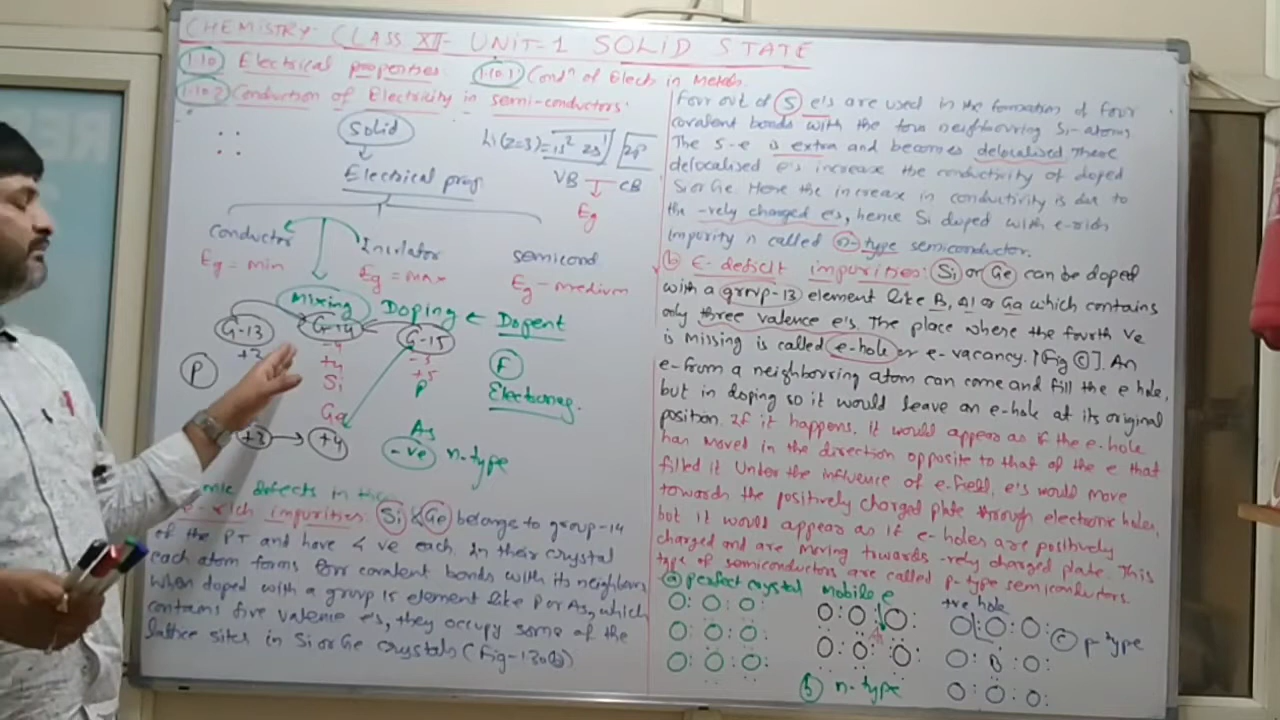 CHEMISTRY- CLASS XII- UNIT-1 SOLID STATE
1.10 Electrical properties: 1.10.1 Condn of Elect in Metals.
1.10.2 Conduction of Electricity in semi-conductors:
Solid
Li(Z=3)=1s² 2s¹ 2p
VB CB
Eg
Electrical prop
Conductor
Insulator
semicond
Eg = min
Eg = max
Eg - medium
Mixing Doping ← Dopent
G-13 G-14 G-15
P
-4
+4
Si
Ga
-3
+5
P
F
Electroneg.
+3 → +4
As
-ve n-type
defects in the
e-rich impurities: Si & Ge belongs to group-14
of the PT and have 4 ve each. In their crystal
each atom forms four covalent bonds with its neighbors
when doped with a group 15 element like P or As, which
contains five valence e's, they occupy some of the
lattice sites in Si or Ge crystals (Fig-
Four out of 5 e's are used in the formation of four
covalent bonds with the four neighbouring Si-atoms
The 5-e is extra and becomes delocalised. These
delocalised e's increase the conductivity of doped
Si or Ge. Here the increase in conductivity is due to
the -vely charged e's, hence Si doped with e-rich
impurity n called n-type semiconductor.
(b) E-deficit impurities: Si or Ge can be doped
with a group-13 element like B, Al or Ga which contains
only three valence e's. The place where the fourth ve
is missing is called e-hole or e-vacancy. [Fig C]. An
e-from a neighbouring atom can come and fill the e hole,
but in doping so it would leave an e-hole at its original
position. If it happens, it would appear as if the e-hole
has moved in the direction opposite to that of the e that
filled it. Under the influence of e-field, e's would move
towards the positively charged plate through electronic holes,
but it would appear as if e-holes are positively
charged and are moving towards -vely charged plate. This
type of semiconductors are called p-type semiconductors.
(a) perfect crystal mobile e
+ve hole
As
B
(c) p-type
(b) n-type